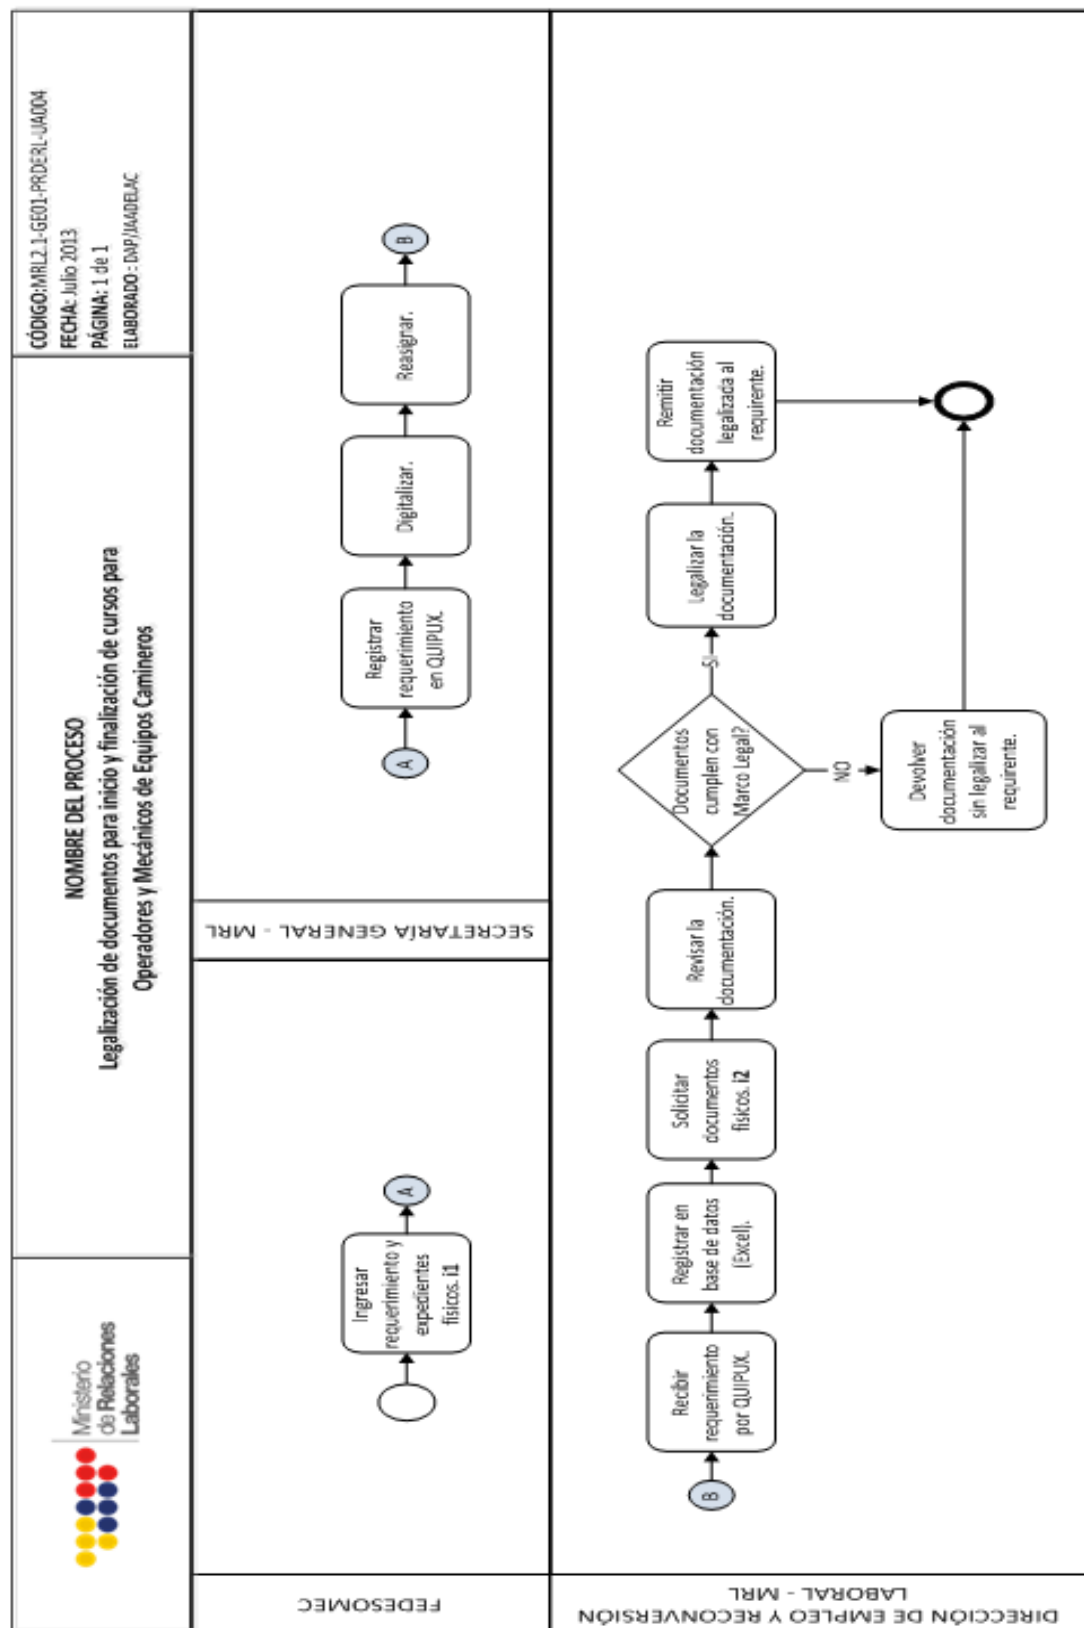 Ministerio
de Relaciones
Laborales
NOMBRE DEL PROCESO
Legalización de documentos para inicio y finalización de cursos para
Operadores y Mecánicos de Equipos Camineros
CÓDIGO:MRL2.1-GE01-PRDERL-UA004
FECHA: Julio 2013
PÁGINA: 1 de 1
ELABORADO: DAP/JAADELAC
FEDESOMEC
Ingresar
requerimiento y
expedientes
físicos. i1
A
SECRETARÍA GENERAL - MRL
A
Registrar
requerimiento
en QUIPUX.
Digitalizar.
Reasignar.
B
DIRECCIÓN DE EMPLEO Y RECONVERSIÓN
LABORAL - MRL
B
Recibir
requerimiento
por QUIPUX.
Registrar en
base de datos
(Excel).
Solicitar
documentos
físicos. i2
Revisar la
documentación.
Documentos
cumplen con
Marco Legal?
SI
Legalizar la
documentación.
Remitir
documentación
legalizada al
requirente.
NO
Devolver
documentación
sin legalizar al
requirente.